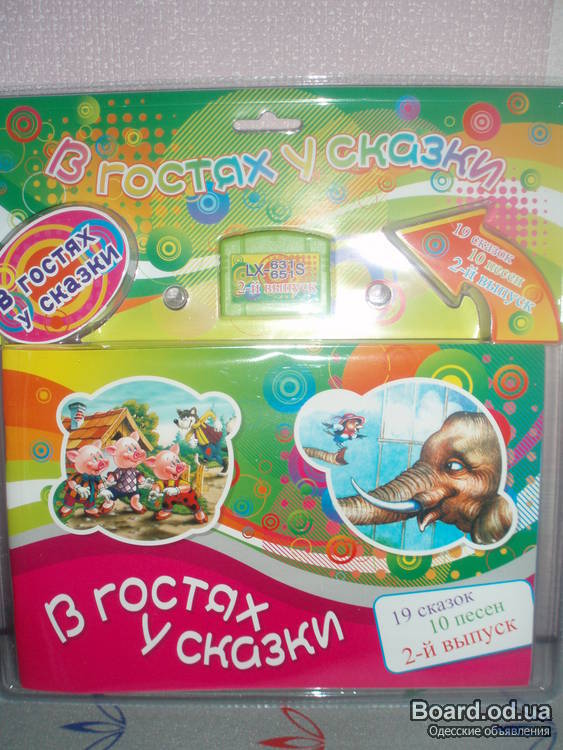 В гостях у сказки
В ГОСТЯХ
У СКАЗКИ
LX-631S
651S
2-й выпуск
19 сказок
10 песен
2-й выпуск
В гостях
у сказки
19 сказок
10 песен
2-й выпуск
Board.od.ua
Одесские объявления